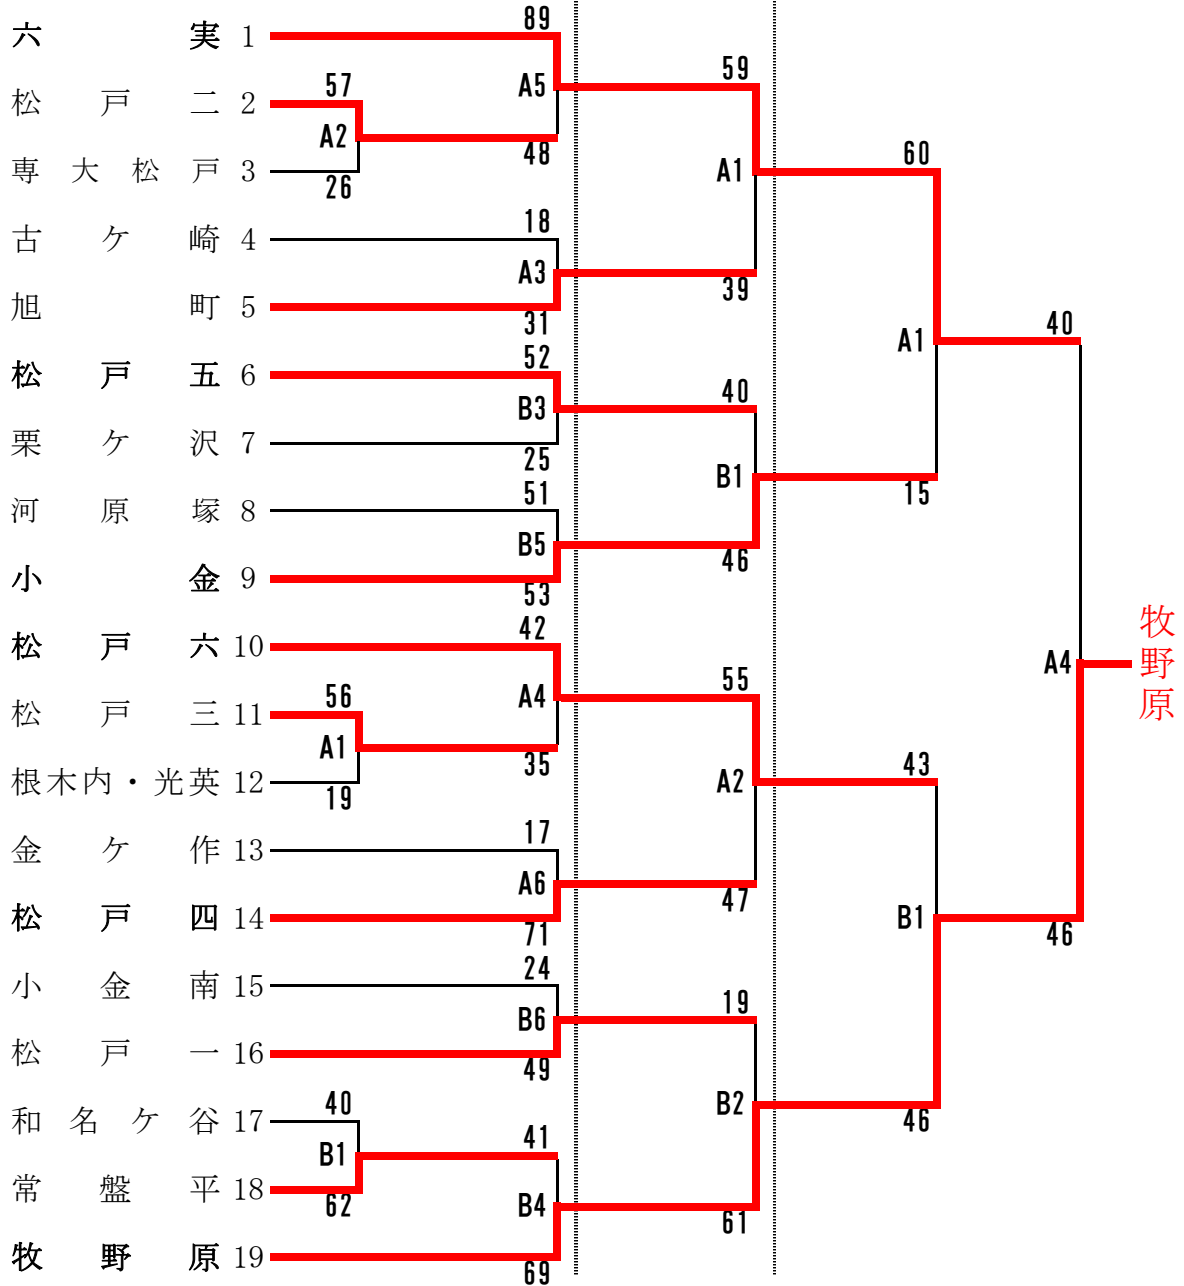 六実 1
89
59
松戸二 2
57
A5
A2
48
60
専大松戸 3
26
A1
古ケ崎 4
18
A3
39
旭町 5
31
40
A1
松戸五 6
52
40
B3
栗ケ沢 7
25
B1
15
河原塚 8
51
B5
46
小金 9
53
牧野原
松戸六 10
42
55
A4
松戸三 11
56
A4
A1
35
43
A2
根木内・光英 12
19
金ケ作 13
17
A6
47
松戸四 14
71
B1
46
小金南 15
24
19
B6
松戸一 16
49
B2
46
和名ケ谷 17
40
41
B1
常盤平 18
62
B4
61
牧野原 19
69